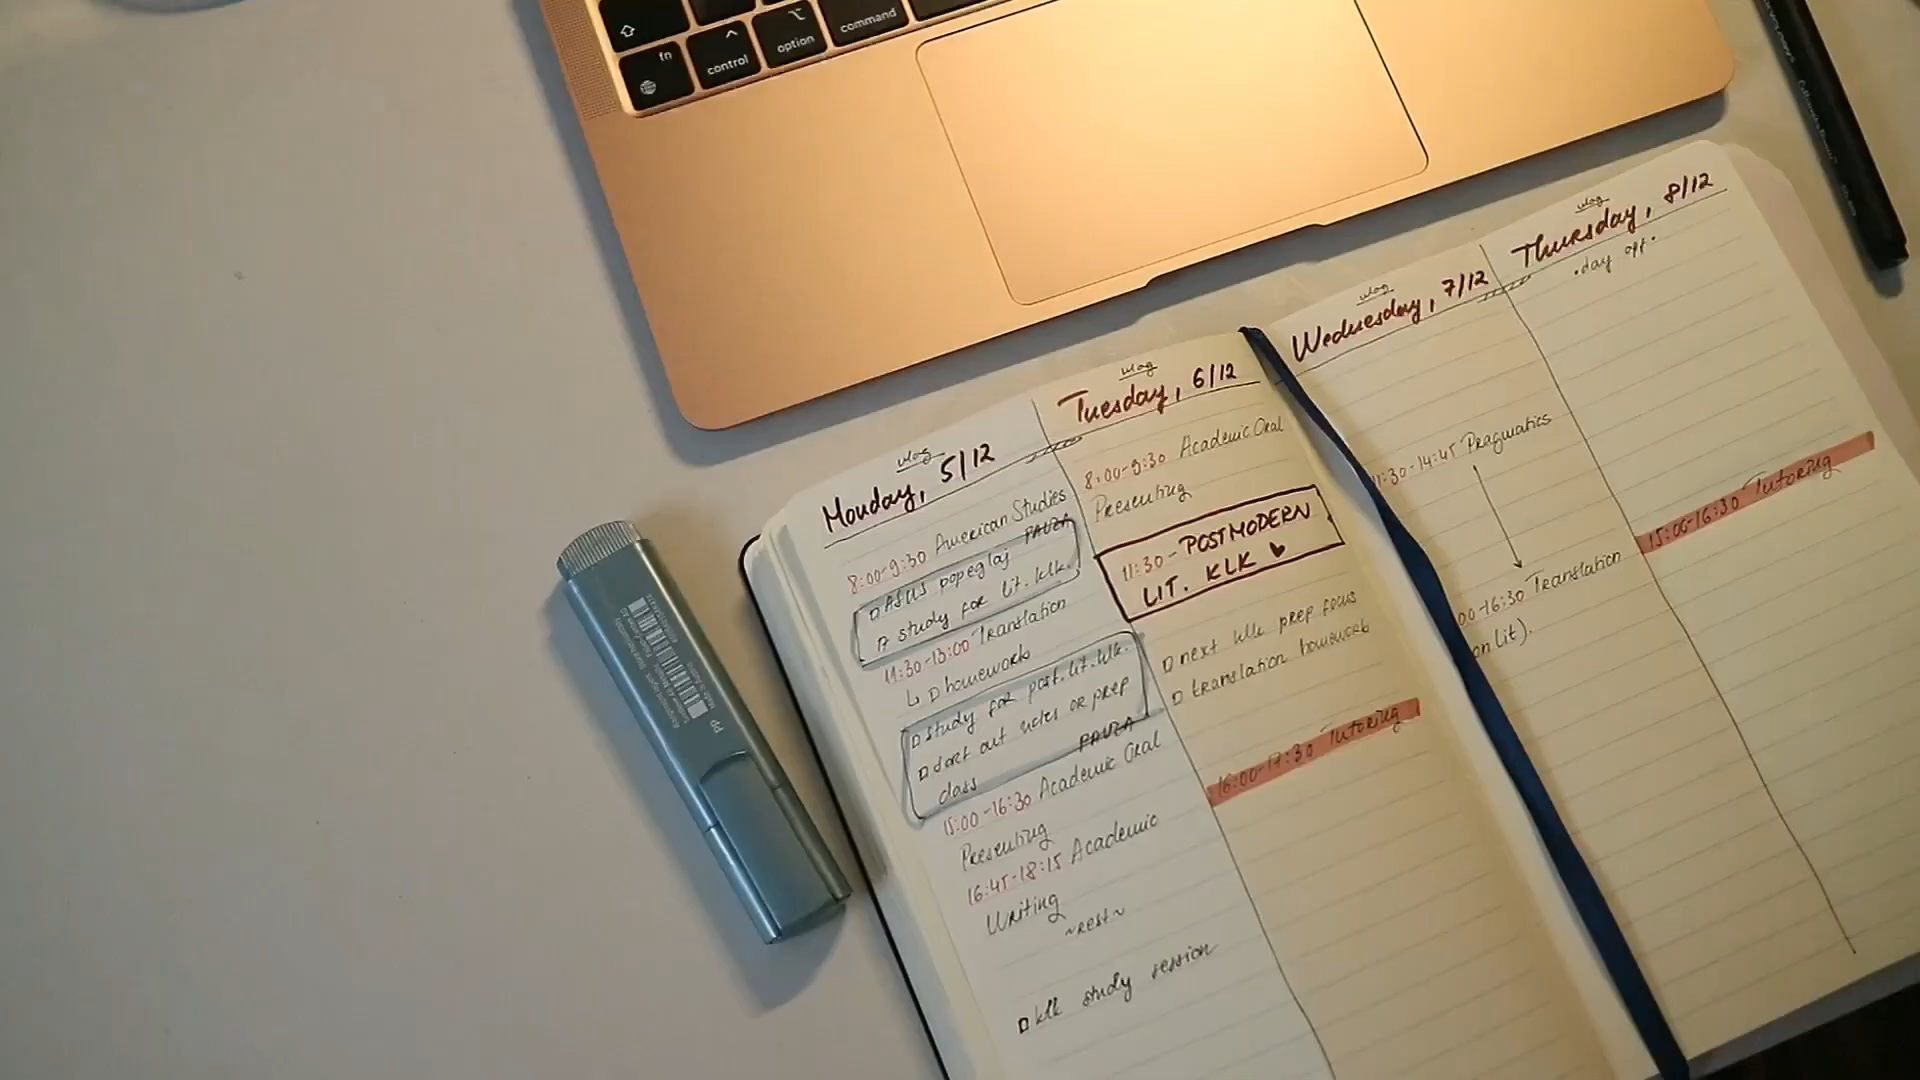 fn
control
option
command
vlog
Monday, 5/12
8:00-9:30 American Studies
PAUZA
ASUS popeglaj
study for lit. klk.
11:30-13:00 Translation
homework
study for post. lit. klk.
sort out notes OR prep
class
PAUZA
15:00-16:30 Academic Oral
Presenting
16:45-18:15 Academic
Writing
~REST~
klk study session
vlog
Tuesday, 6/12
8:00-9:30 Academic Oral
Presenting
11:30- POSTMODERN
LIT. KLK
next klk prep focus
translation homework
16:00-17:30 Tutoring
vlog
Wednesday, 7/12
11:30-14:45 Pragmatics
00-16:30 Translation
on lit).
vlog
Thursday, 8/12
.day off.
15:00-16:30 Tutoring